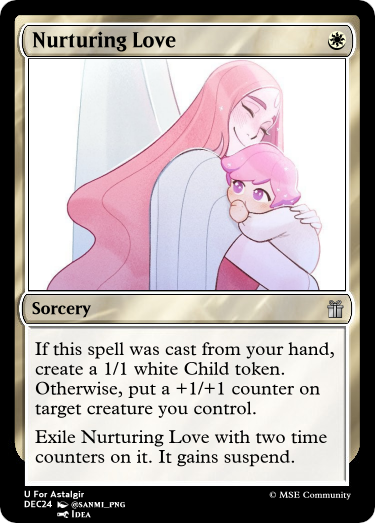 Nurturing Love
Sorcery
If this spell was cast from your hand,
create a 1/1 white Child token.
Otherwise, put a +1/+1 counter on
target creature you control.
Exile Nurturing Love with two time
counters on it. It gains suspend.
U For Astalgir
DEC24 @SANMI_PNG
IDEA
© MSE Community